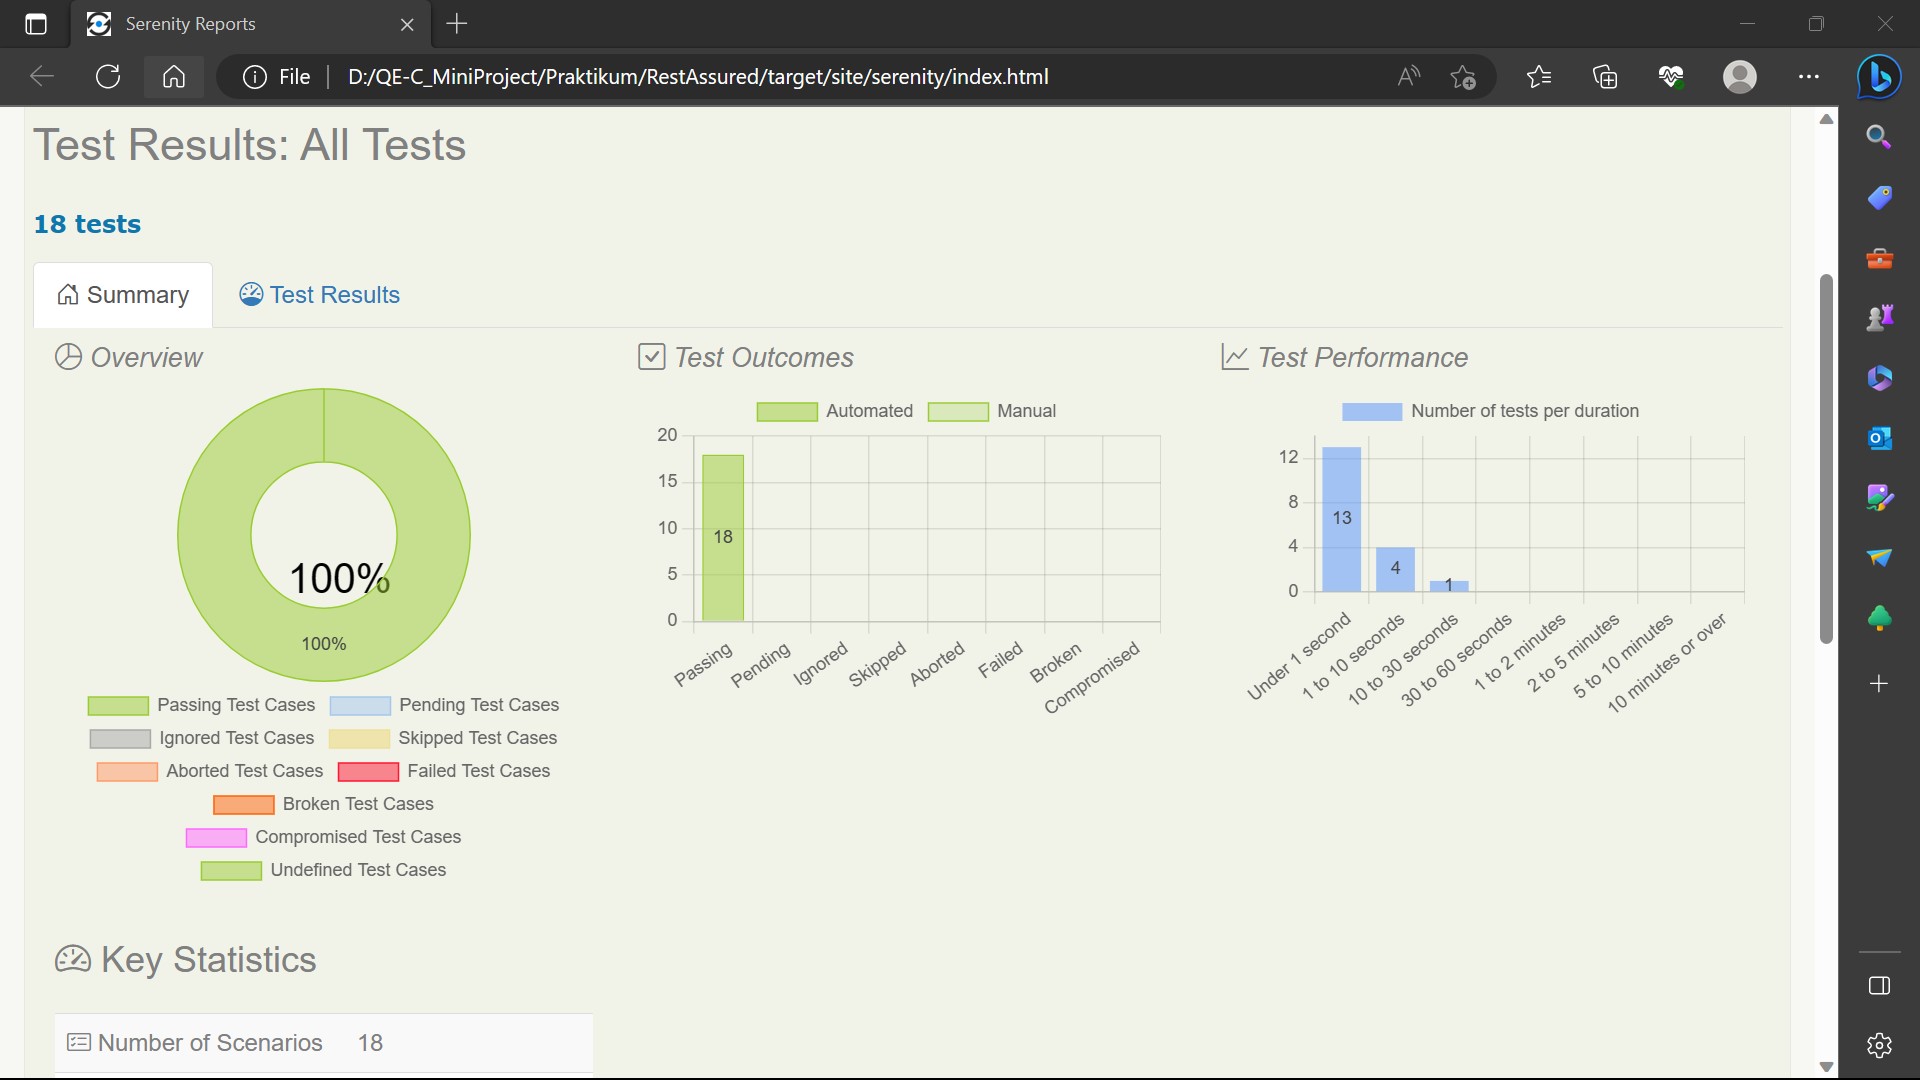 Serenity Reports
File D:/QE-C_MiniProject/Praktikum/RestAssured/target/site/serenity/index.html
Test Results: All Tests
18 tests
Summary
Test Results
Overview
100%
100%
Passing Test Cases
Pending Test Cases
Ignored Test Cases
Skipped Test Cases
Aborted Test Cases
Failed Test Cases
Broken Test Cases
Compromised Test Cases
Undefined Test Cases
Test Outcomes
Automated
Manual
20
15
10
5
0
18
Passing
Pending
Ignored
Skipped
Aborted
Failed
Broken
Compromised
Test Performance
Number of tests per duration
12
8
4
0
13
4
1
Under 1 second
1 to 10 seconds
10 to 30 seconds
30 to 60 seconds
1 to 2 minutes
2 to 5 minutes
5 to 10 minutes
10 minutes or over
Key Statistics
Number of Scenarios 18